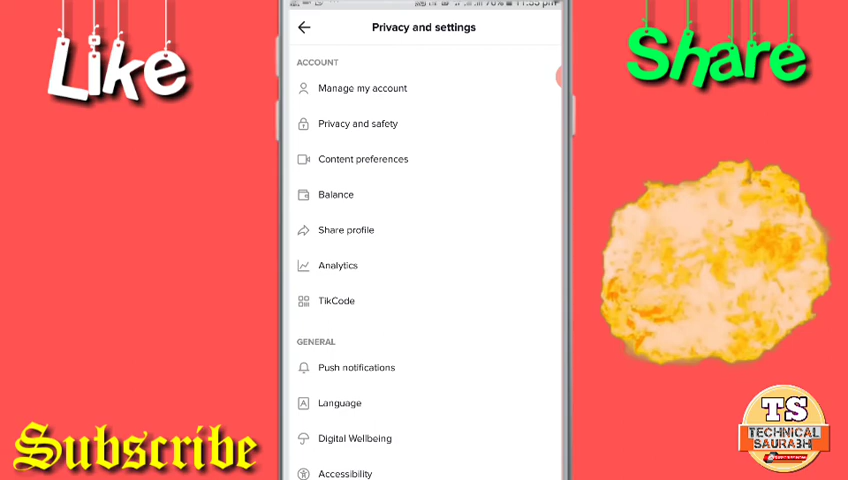 Like
Share
Privacy and settings
ACCOUNT
Manage my account
Privacy and safety
Content preferences
Balance
Share profile
Analytics
TikCode
GENERAL
Push notifications
Language
Digital Wellbeing
Accessibility
Subscribe
TS
TECHNICAL
SAURABH